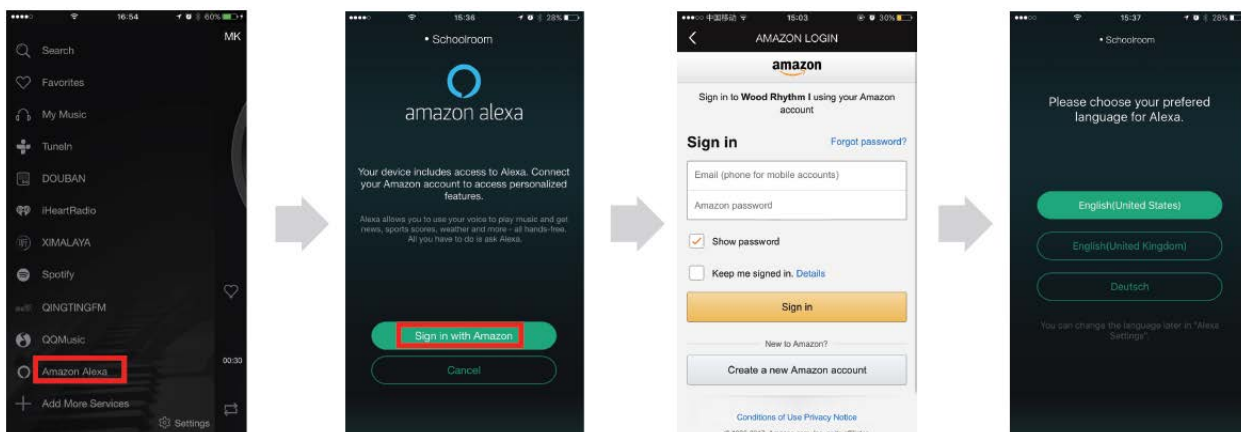 16:54
60%
MK
Search
Favorites
My Music
TuneIn
DOUBAN
iHeartRadio
XIMALAYA
Spotify
QINGTINGFM
QQMusic
00:30
Amazon Alexa
Add More Services
Settings
15:36
28%
• Schoolroom
amazon alexa
Your device includes access to Alexa. Connect
your Amazon account to access personalized
features.
Alexa allows you to use your voice to play music and get
news, sports scores, weather and more - all hands-free.
All you have to do is ask Alexa.
Sign in with Amazon
Cancel
中国移动
15:03
30%
AMAZON LOGIN
amazon
Sign in to Wood Rhythm I using your Amazon
account
Sign in
Forgot password?
Email (phone for mobile accounts)
Amazon password
Show password
Keep me signed in. Details
Sign in
New to Amazon?
Create a new Amazon account
Conditions of Use Privacy Notice
15:37
28%
• Schoolroom
Please choose your prefered
language for Alexa.
English(United States)
English(United Kingdom)
Deutsch
You can change the language later in "Alexa
Settings".